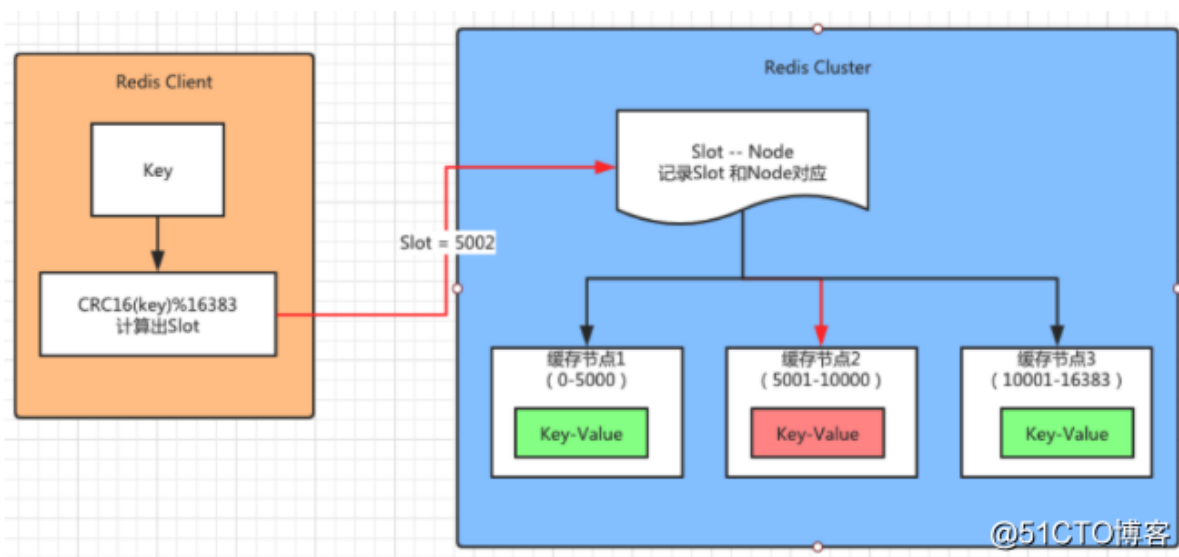 Redis Client
Key
CRC16(key)%16383
计算出Slot
Slot = 5002
Redis Cluster
Slot -- Node
记录Slot 和Node对应
缓存节点1
( 0-5000 )
Key-Value
缓存节点2
( 5001-10000 )
Key-Value
缓存节点3
( 10001-16383 )
Key-Value
@51CTO博客